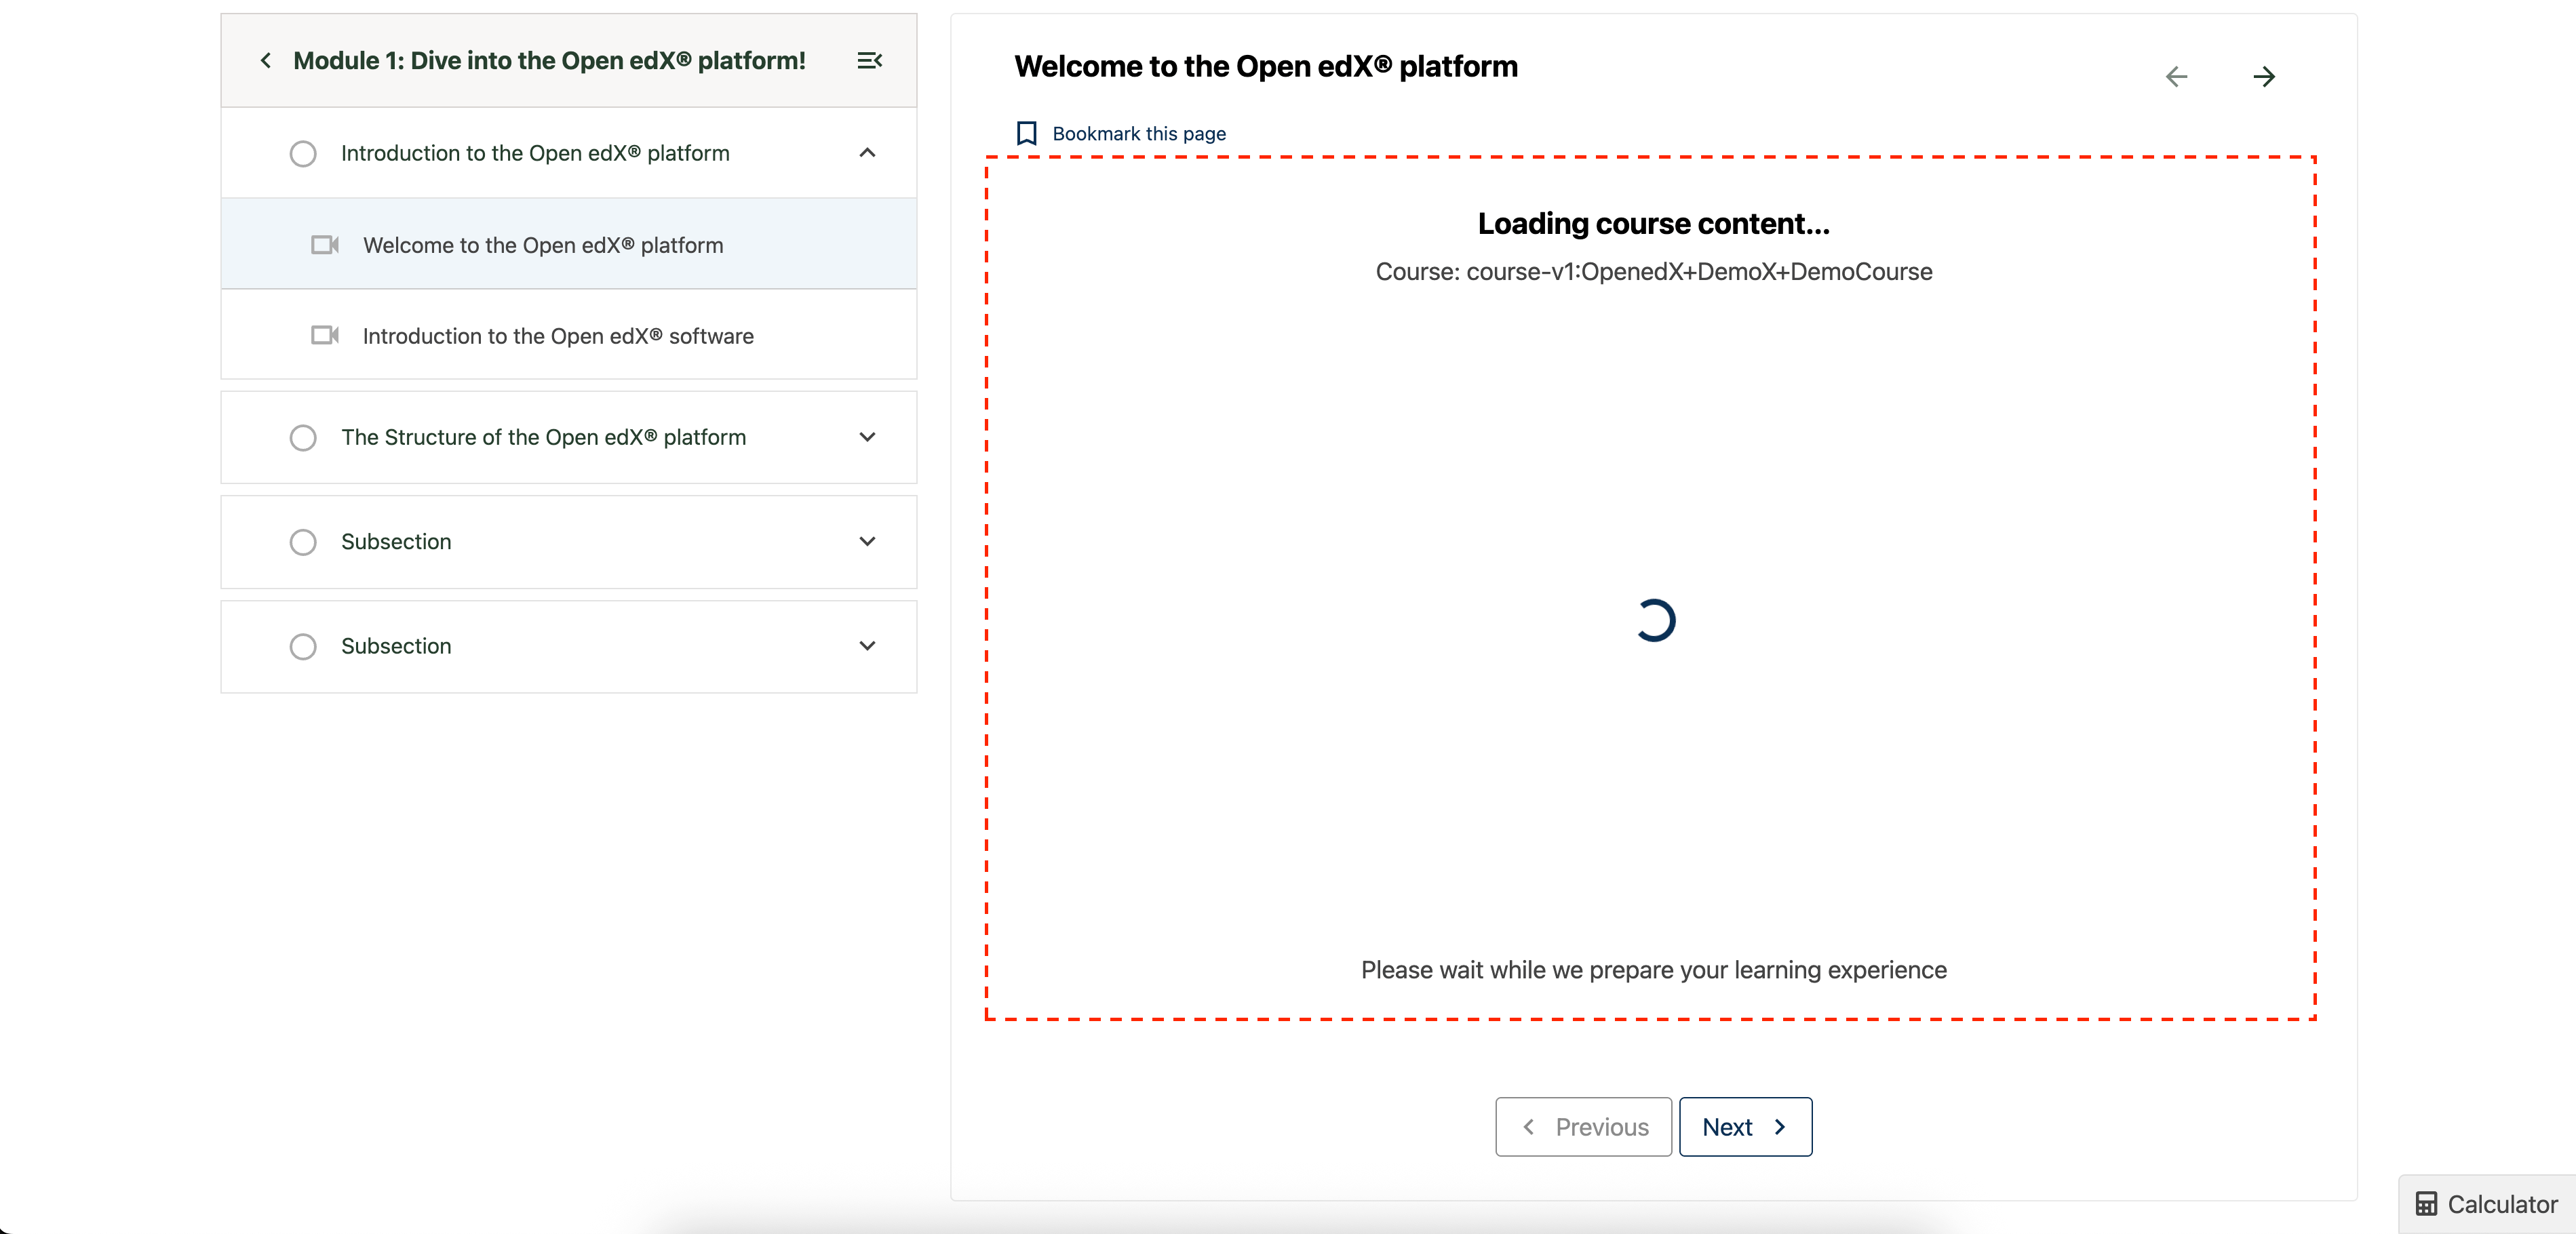 Module 1: Dive into the Open edX® platform!
Introduction to the Open edX® platform
Welcome to the Open edX® platform
Introduction to the Open edX® software
The Structure of the Open edX® platform
Subsection
Subsection
Welcome to the Open edX® platform
Bookmark this page
Loading course content...
Course: course-v1:OpenedX+DemoX+DemoCourse
Please wait while we prepare your learning experience
Previous
Next
Calculator